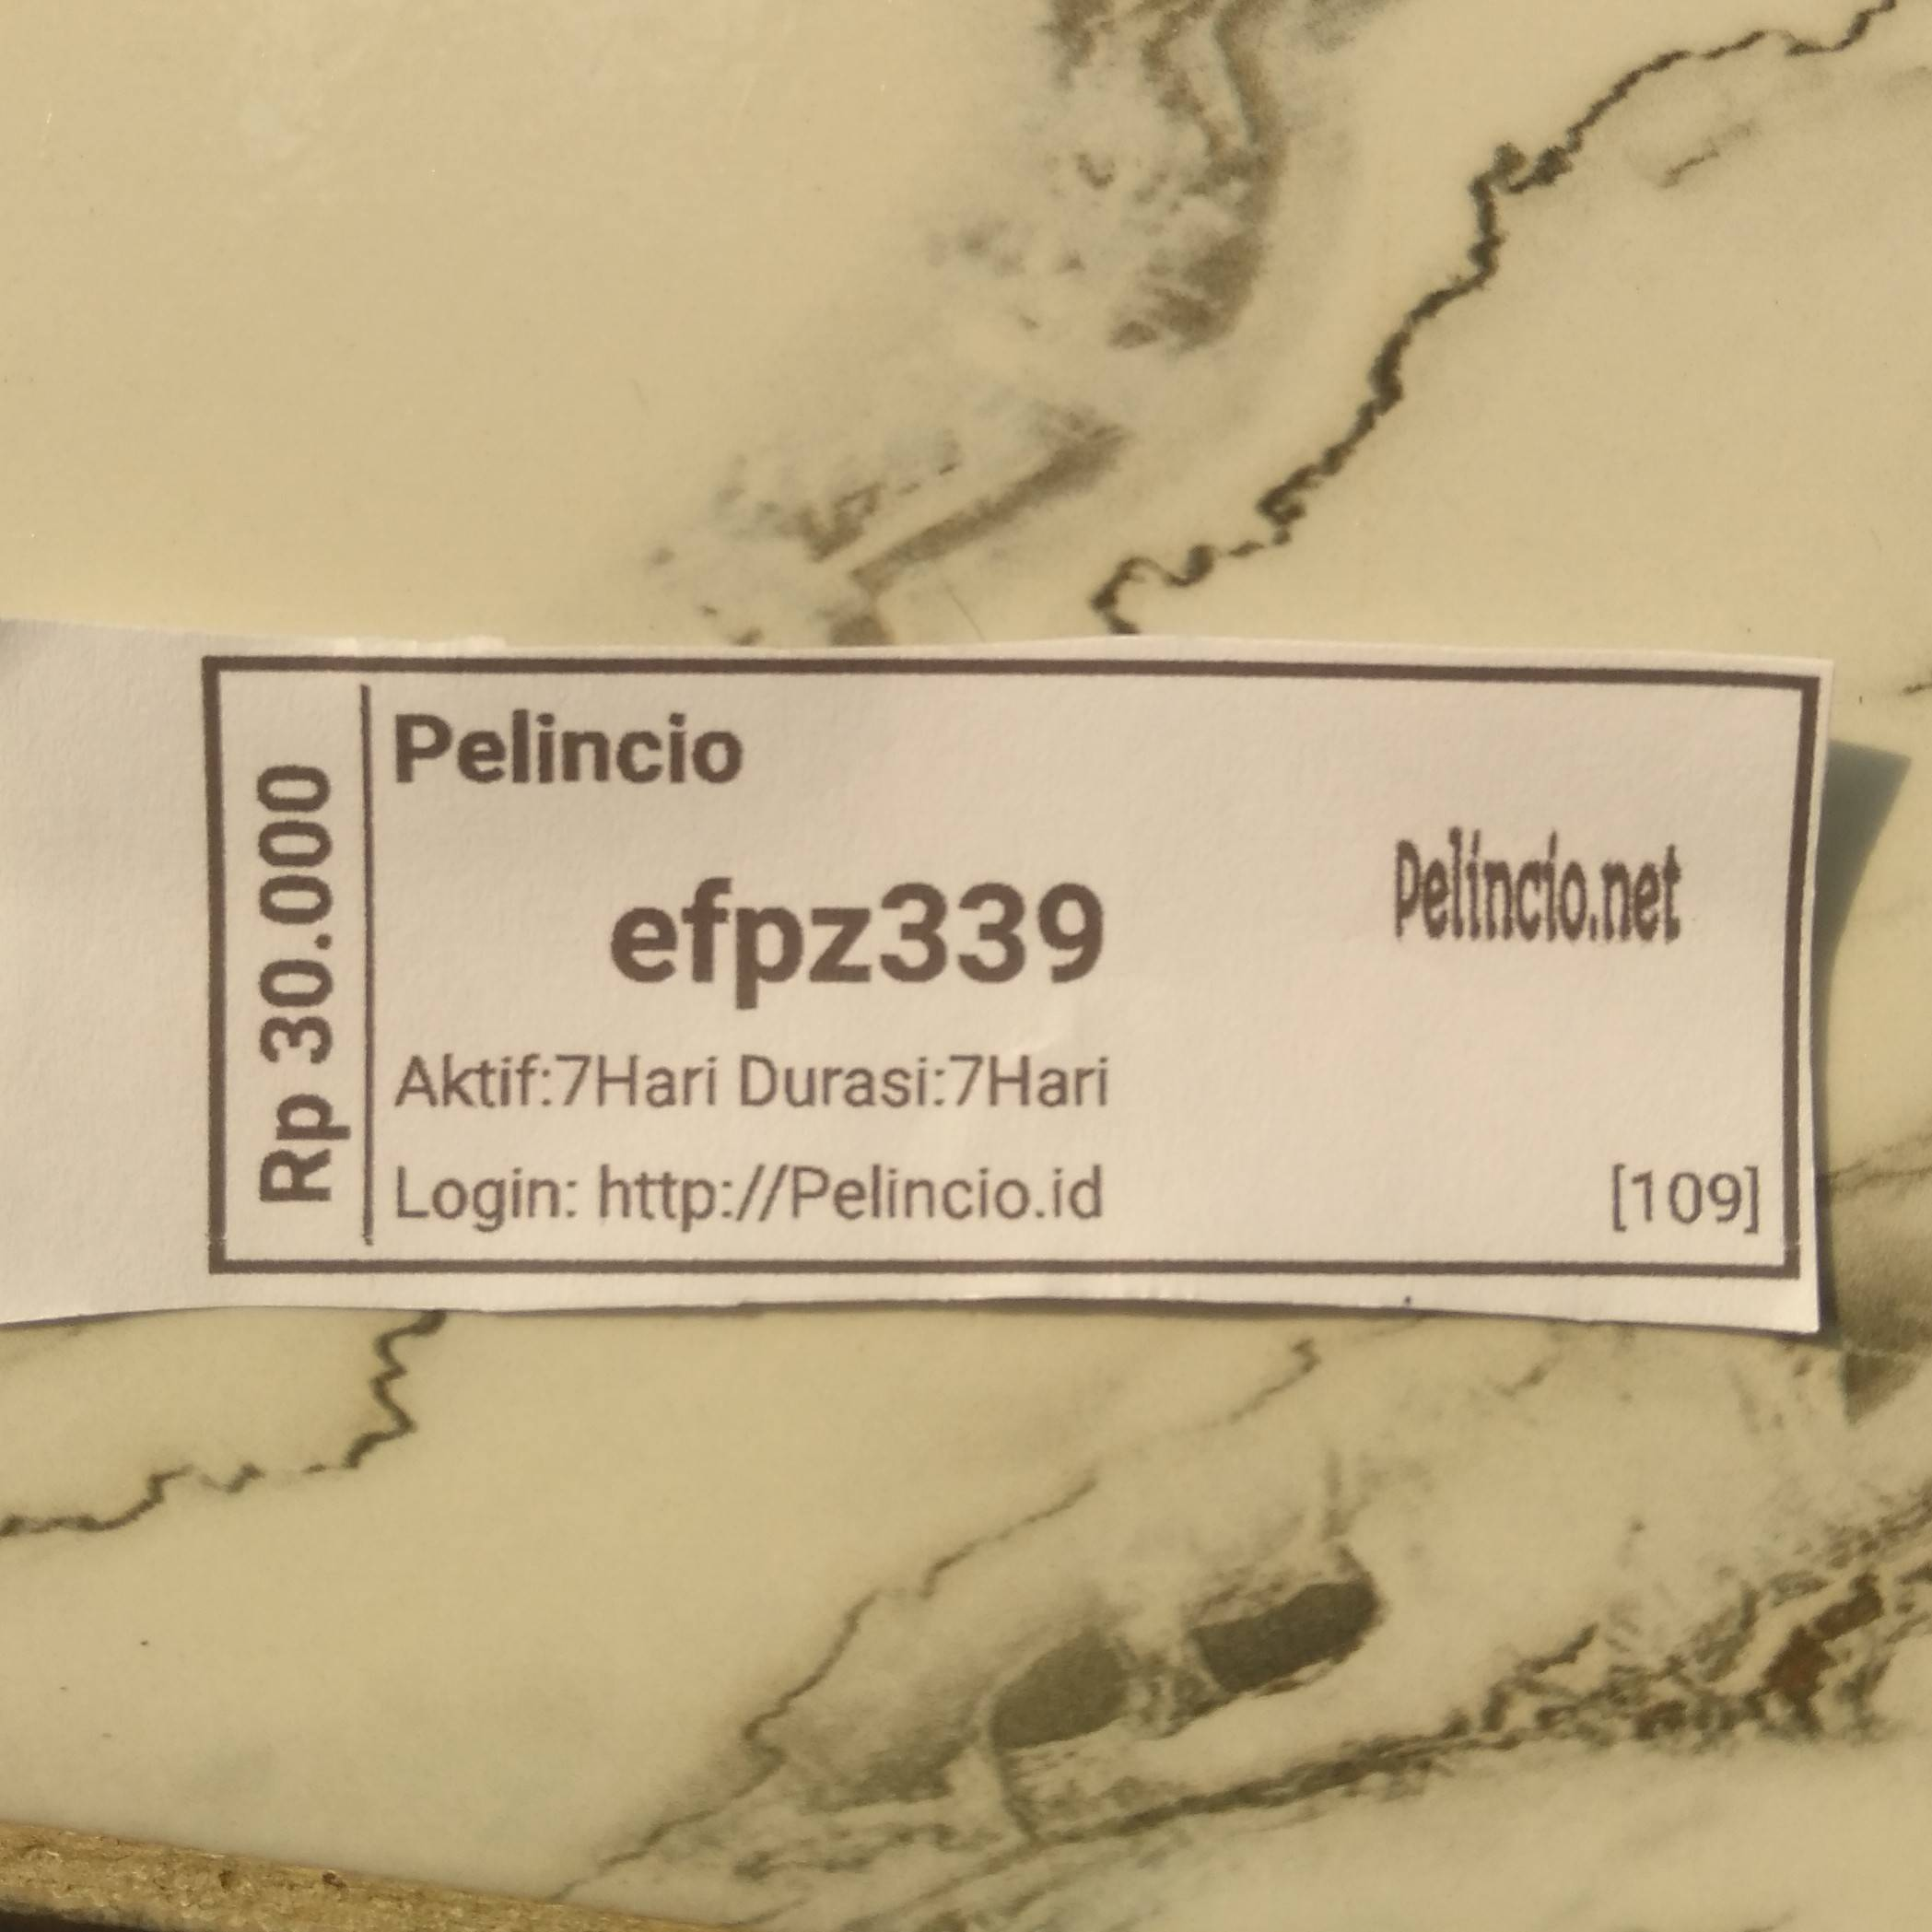 Rp 30.000
Pelincio
efpz339
Pelincio.net
Aktif:7Hari Durasi:7Hari
Login: http://Pelincio.id
[109]